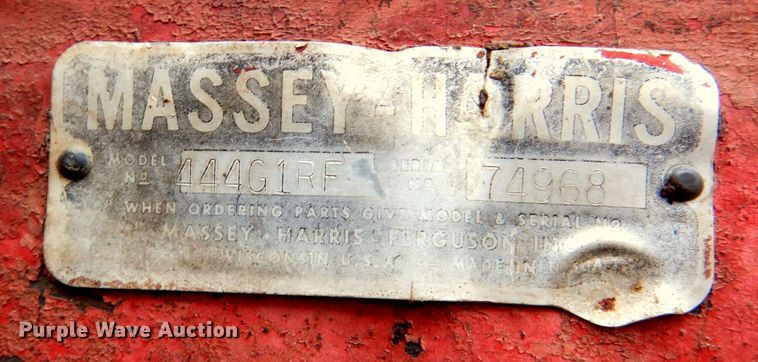 MASSEY-HARRIS
MODEL SERIAL
No. 444G1RF NO. 74968
WHEN ORDERING PARTS GIVE MODEL & SERIAL NO.
MASSEY-HARRIS-FERGUSON INC
WISCONSIN U.S.A. MADE IN
Purple Wave Auction